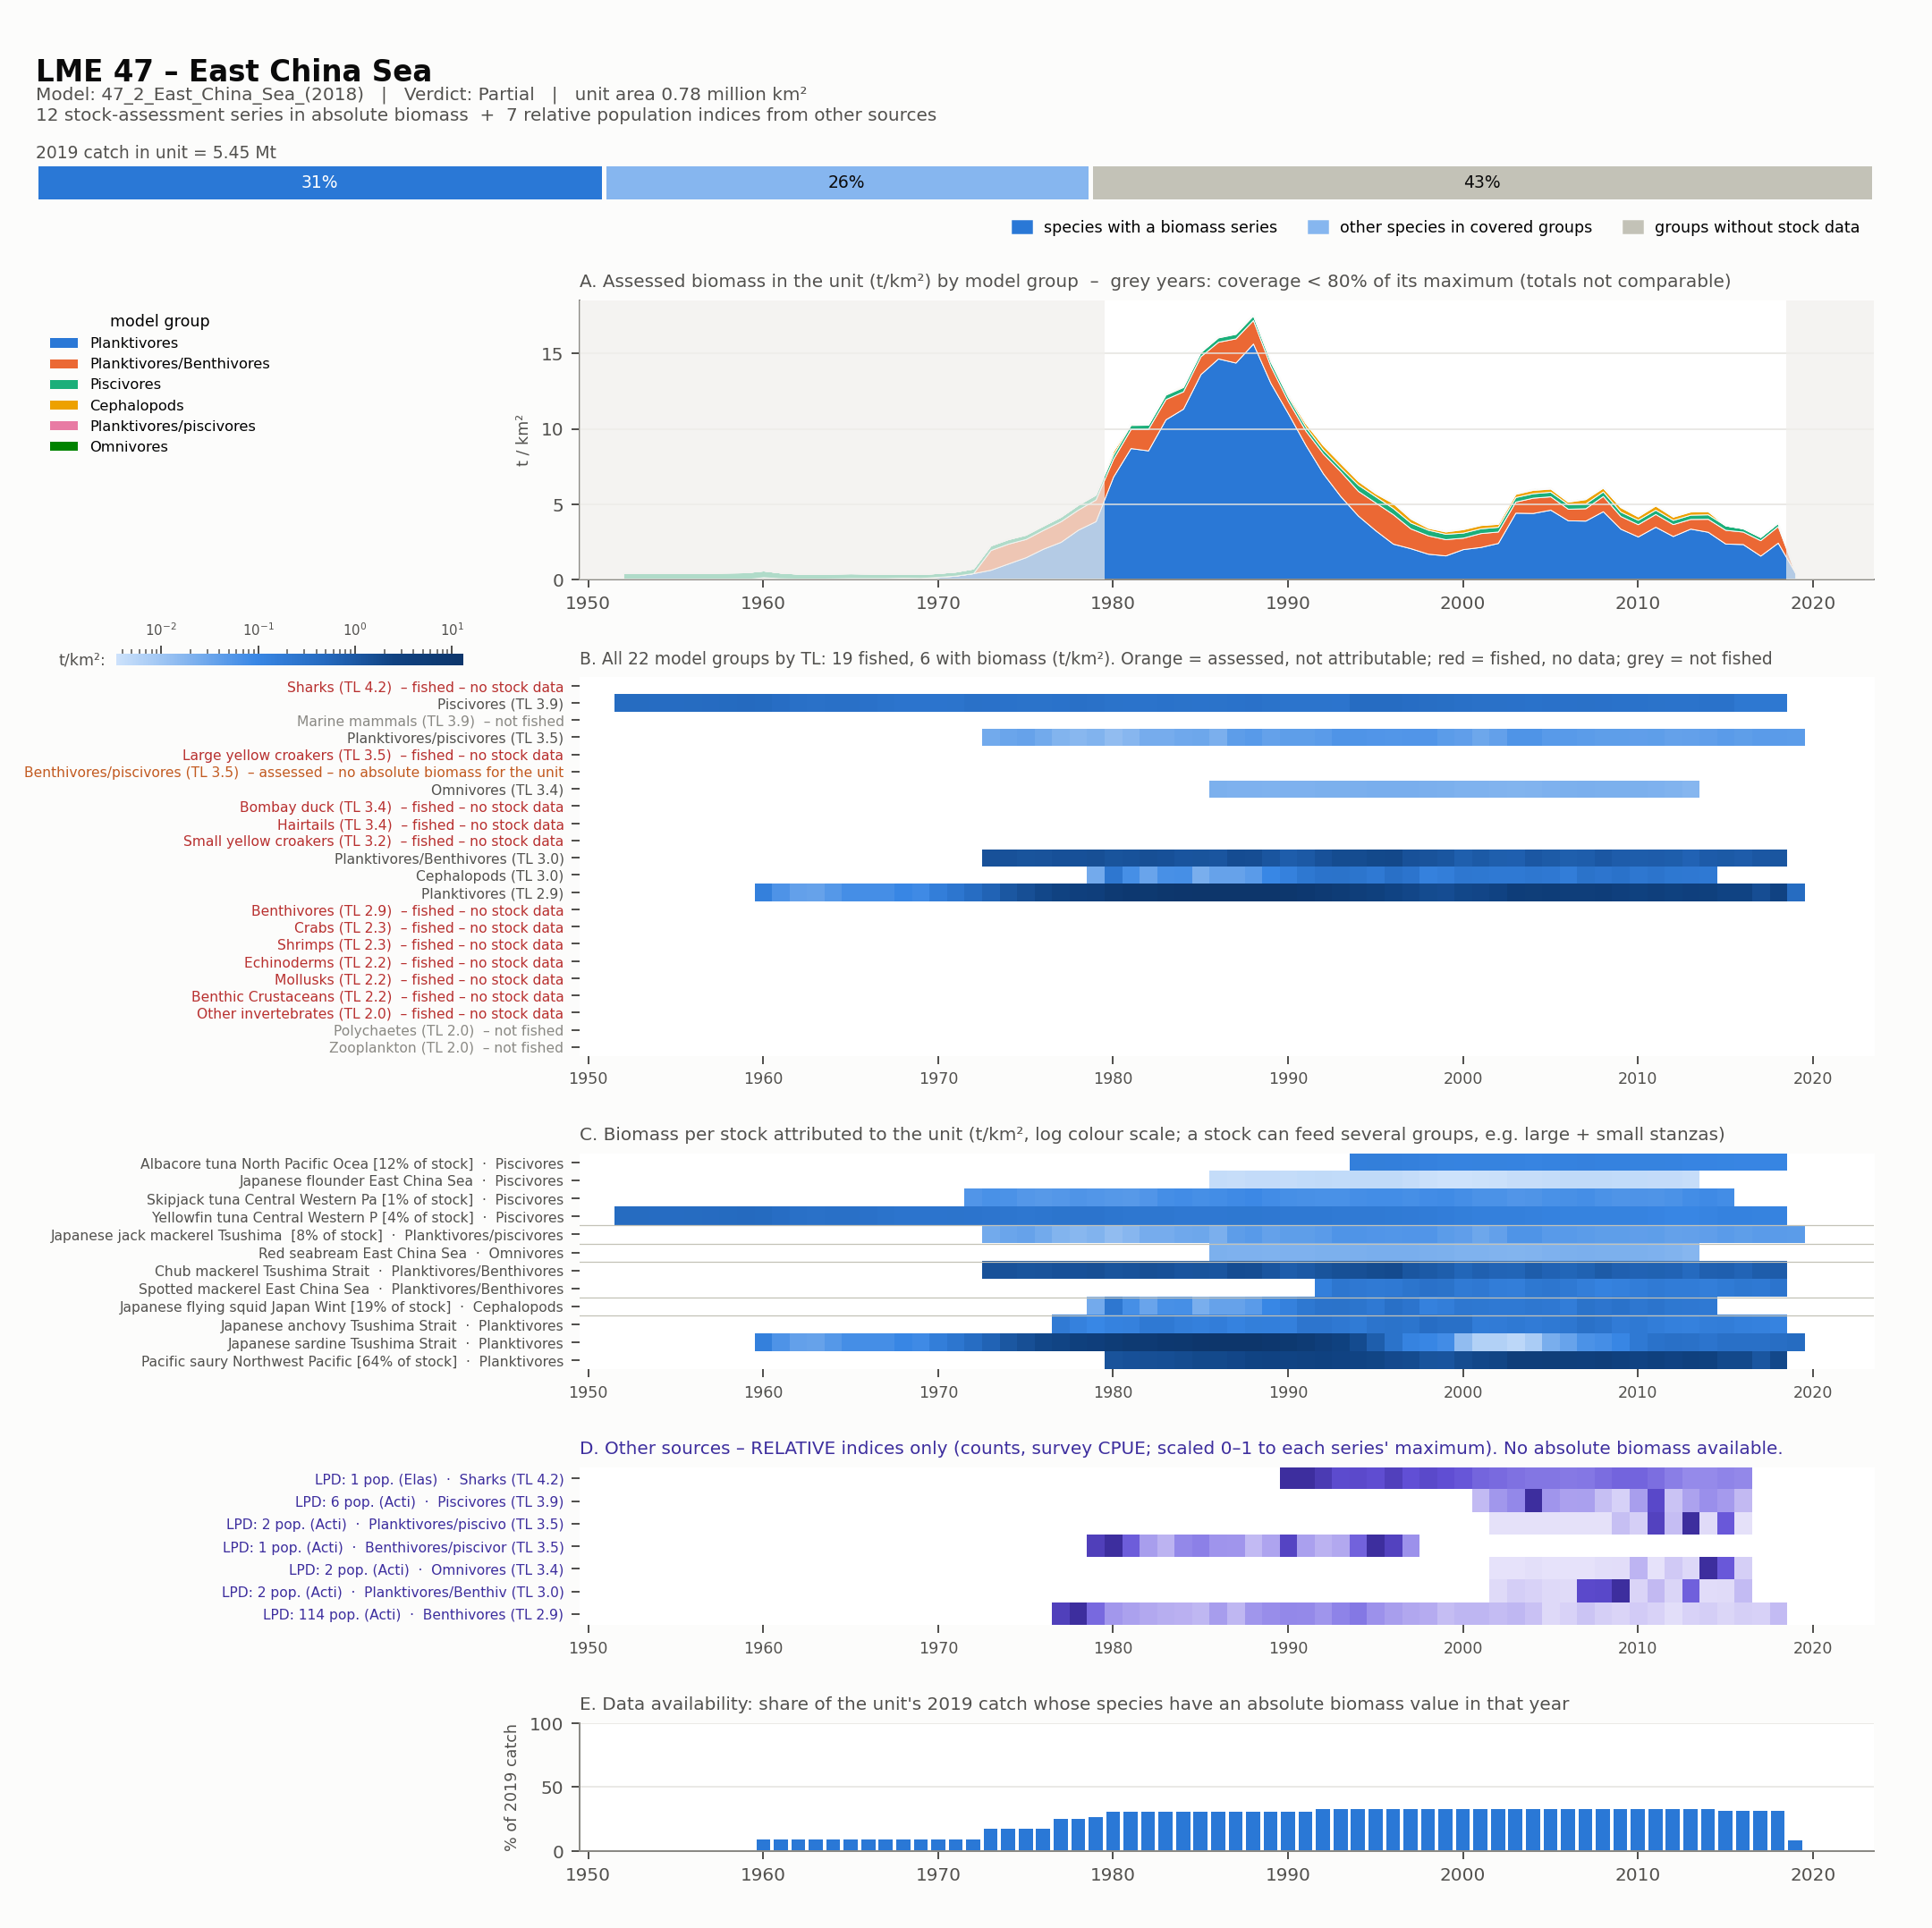 LME 47 – East China Sea
Model: 47_2_East_China_Sea_(2018) | Verdict: Partial | unit area 0.78 million km²
12 stock-assessment series in absolute biomass + 7 relative population indices from other sources
2019 catch in unit = 5.45 Mt
31% 26% 43%
species with a biomass series other species in covered groups groups without stock data
A. Assessed biomass in the unit (t/km²) by model group – grey years: coverage < 80% of its maximum (totals not comparable)
model group
Planktivores
Planktivores/Benthivores
Piscivores
Cephalopods
Planktivores/piscivores
Omnivores
t / km²
15
10
5
0
1950 1960 1970 1980 1990 2000 2010 2020
10⁻² 10⁻¹ 10⁰ 10¹
t/km²:
B. All 22 model groups by TL: 19 fished, 6 with biomass (t/km²). Orange = assessed, not attributable; red = fished, no data; grey = not fished
Sharks (TL 4.2) – fished – no stock data
Piscivores (TL 3.9)
Marine mammals (TL 3.9) – not fished
Planktivores/piscivores (TL 3.5)
Large yellow croakers (TL 3.5) – fished – no stock data
Benthivores/piscivores (TL 3.5) – assessed – no absolute biomass for the unit
Omnivores (TL 3.4)
Bombay duck (TL 3.4) – fished – no stock data
Hairtails (TL 3.4) – fished – no stock data
Small yellow croakers (TL 3.2) – fished – no stock data
Planktivores/Benthivores (TL 3.0)
Cephalopods (TL 3.0)
Planktivores (TL 2.9)
Benthivores (TL 2.9) – fished – no stock data
Crabs (TL 2.3) – fished – no stock data
Shrimps (TL 2.3) – fished – no stock data
Echinoderms (TL 2.2) – fished – no stock data
Mollusks (TL 2.2) – fished – no stock data
Benthic Crustaceans (TL 2.2) – fished – no stock data
Other invertebrates (TL 2.0) – fished – no stock data
Polychaetes (TL 2.0) – not fished
Zooplankton (TL 2.0) – not fished
1950 1960 1970 1980 1990 2000 2010 2020
C. Biomass per stock attributed to the unit (t/km², log colour scale; a stock can feed several groups, e.g. large + small stanzas)
Albacore tuna North Pacific Ocea [12% of stock] · Piscivores
Japanese flounder East China Sea · Piscivores
Skipjack tuna Central Western Pa [1% of stock] · Piscivores
Yellowfin tuna Central Western P [4% of stock] · Piscivores
Japanese jack mackerel Tsushima [8% of stock] · Planktivores/piscivores
Red seabream East China Sea · Omnivores
Chub mackerel Tsushima Strait · Planktivores/Benthivores
Spotted mackerel East China Sea · Planktivores/Benthivores
Japanese flying squid Japan Wint [19% of stock] · Cephalopods
Japanese anchovy Tsushima Strait · Planktivores
Japanese sardine Tsushima Strait · Planktivores
Pacific saury Northwest Pacific [64% of stock] · Planktivores
1950 1960 1970 1980 1990 2000 2010 2020
D. Other sources – RELATIVE indices only (counts, survey CPUE; scaled 0–1 to each series' maximum). No absolute biomass available.
LPD: 1 pop. (Elas) · Sharks (TL 4.2)
LPD: 6 pop. (Acti) · Piscivores (TL 3.9)
LPD: 2 pop. (Acti) · Planktivores/piscivo (TL 3.5)
LPD: 1 pop. (Acti) · Benthivores/piscivor (TL 3.5)
LPD: 2 pop. (Acti) · Omnivores (TL 3.4)
LPD: 2 pop. (Acti) · Planktivores/Benthiv (TL 3.0)
LPD: 114 pop. (Acti) · Benthivores (TL 2.9)
1950 1960 1970 1980 1990 2000 2010 2020
E. Data availability: share of the unit's 2019 catch whose species have an absolute biomass value in that year
% of 2019 catch
100
50
0
1950 1960 1970 1980 1990 2000 2010 2020